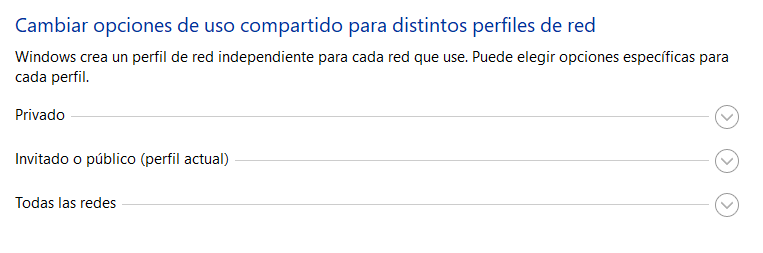 Cambiar opciones de uso compartido para distintos perfiles de red
Windows crea un perfil de red independiente para cada red que use. Puede elegir opciones específicas para
cada perfil.
Privado
Invitado o público (perfil actual)
Todas las redes